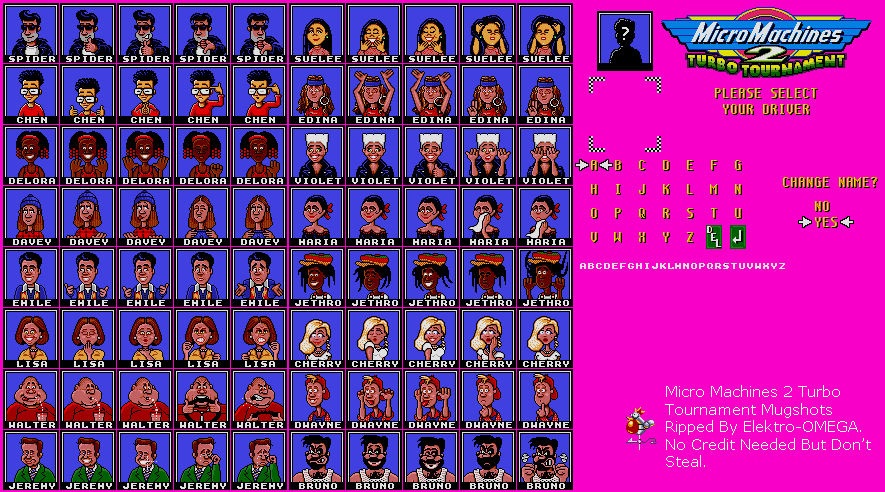 SPIDER SPIDER SPIDER SPIDER SPIDER SUELEE SUELEE SUELEE SUELEE SUELEE
CHEN CHEN CHEN CHEN CHEN EDINA EDINA EDINA EDINA EDINA
DELORA DELORA DELORA DELORA DELORA VIOLET VIOLET VIOLET VIOLET VIOLET
DAVEY DAVEY DAVEY DAVEY DAVEY MARIA MARIA MARIA MARIA MARIA
EMILE EMILE EMILE EMILE EMILE JETHRO JETHRO JETHRO JETHRO JETHRO
LISA LISA LISA LISA LISA CHERRY CHERRY CHERRY CHERRY CHERRY
WALTER WALTER WALTER WALTER WALTER DWAYNE DWAYNE DWAYNE DWAYNE DWAYNE
JEREMY JEREMY JEREMY JEREMY JEREMY BRUNO BRUNO BRUNO BRUNO BRUNO
?
MicroMachines
2
TURBO TOURNAMENT
PLEASE SELECT
YOUR DRIVER
A B C D E F G
H I J K L M N
O P Q R S T U
V W X Y Z DEL
CHANGE NAME?
NO
YES
ABCDEFGHIJKLMNOPQRSTUVWXYZ
Micro Machines 2 Turbo
Tournament Mugshots
Ripped By Elektro-OMEGA.
No Credit Needed But Don't
Steal.